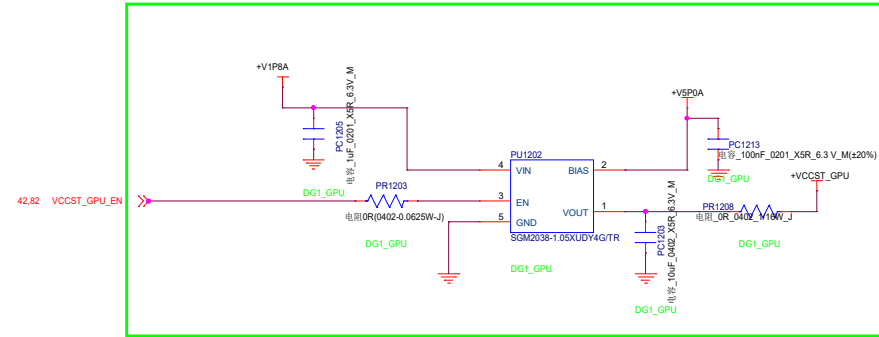 +V1P8A
PC1205
电容_1uF_0201_X5R_6.3V_M
DG1_GPU
42,82 VCCST_GPU_EN
PR1203
电阻0R(0402-0.0625W-J)
DG1_GPU
PU1202
4 VIN
BIAS 2
3 EN
5 GND
VOUT 1
SGM2038-1.05XUDY4G/TR
DG1_GPU
+V5P0A
PC1213
电容_100nF_0201_X5R_6.3 V_M(±20%)
DG1_GPU
+VCCST_GPU
PR1208
电阻_0R_0402_1/16W_J
DG1_GPU
PC1203
电容_10uF_0402_X5R_6.3V_M
DG1_GPU